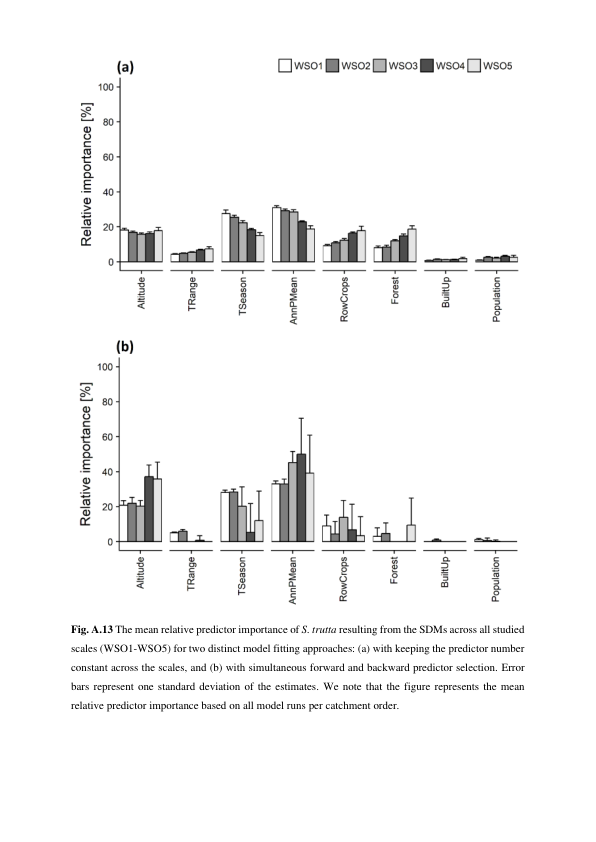 (a)
WSO1 WSO2 WSO3 WSO4 WSO5
Relative importance [%]
100
80
60
40
20
0
Altitude
TRange
TSeason
AnnPMean
RowCrops
Forest
BuiltUp
Population
(b)
Relative importance [%]
100
80
60
40
20
0
Altitude
TRange
TSeason
AnnPMean
RowCrops
Forest
BuiltUp
Population
Fig. A.13 The mean relative predictor importance of S. trutta resulting from the SDMs across all studied
scales (WSO1-WSO5) for two distinct model fitting approaches: (a) with keeping the predictor number
constant across the scales, and (b) with simultaneous forward and backward predictor selection. Error
bars represent one standard deviation of the estimates. We note that the figure represents the mean
relative predictor importance based on all model runs per catchment order.